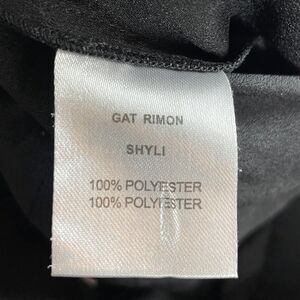 GAT RIMON
SHYLI
100% POLYESTER
100% POLYESTER